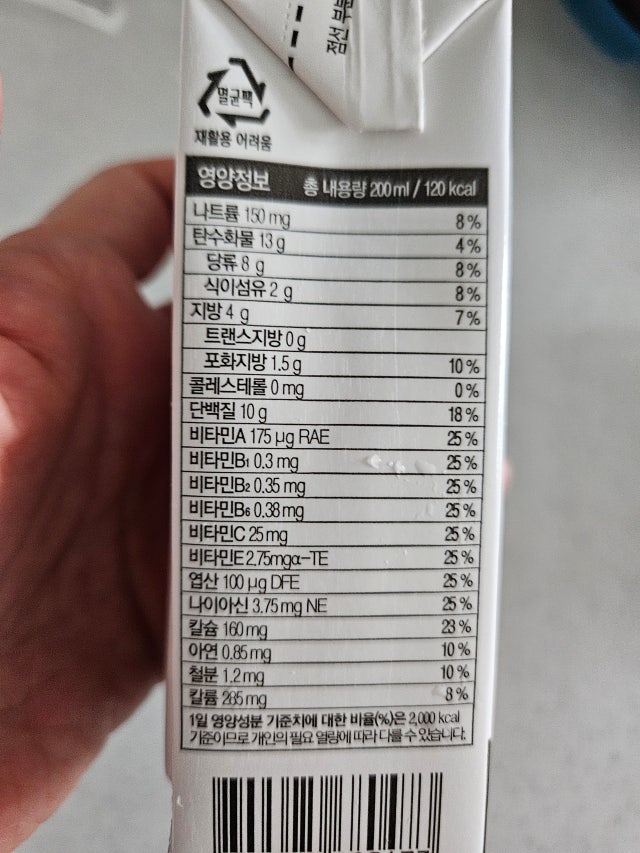 점선 부분
멸균팩
재활용 어려움
영양정보 총 내용량 200ml / 120 kcal
나트륨 150 mg 8%
탄수화물 13 g 4%
당류 8 g 8%
식이섬유 2 g 8%
지방 4 g 7%
트랜스지방 0 g
포화지방 1.5 g 10%
콜레스테롤 0 mg 0%
단백질 10 g 18%
비타민A 175 μg RAE 25%
비타민B₁ 0.3 mg 25%
비타민B₂ 0.35 mg 25%
비타민B₆ 0.38 mg 25%
비타민C 25 mg 25%
비타민E 2.75mgα-TE 25%
엽산 100 μg DFE 25%
나이아신 3.75 mg NE 25%
칼슘 160 mg 23%
아연 0.85 mg 10%
철분 1.2 mg 10%
칼륨 285 mg 8%
1일 영양성분 기준치에 대한 비율(%)은 2,000 kcal
기준이므로 개인의 필요 열량에 따라 다를 수 있습니다.